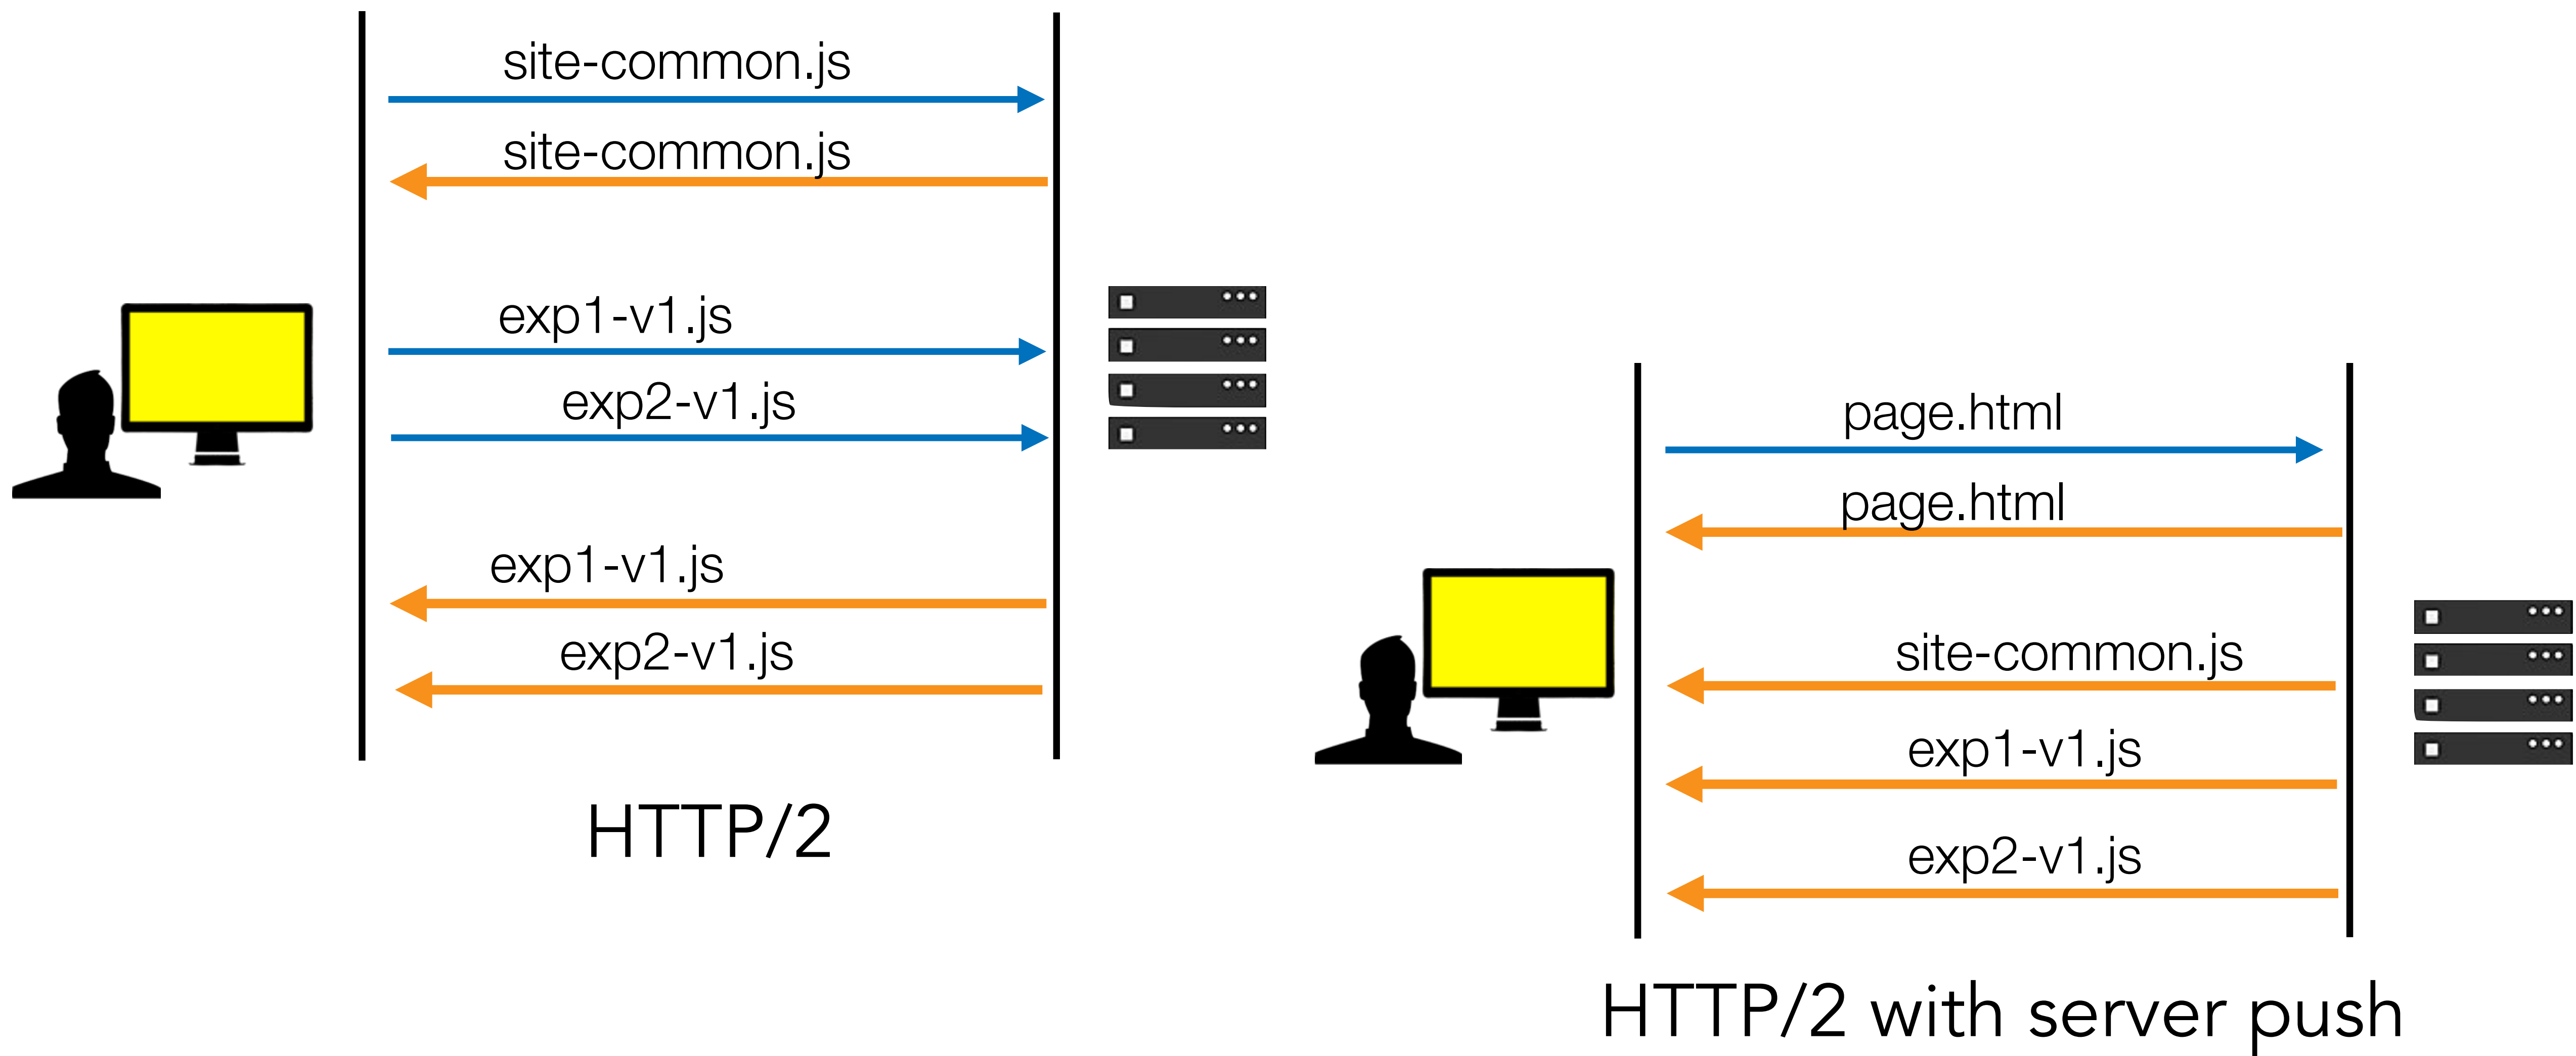 site-common.js
site-common.js
exp1-v1.js
exp2-v1.js
exp1-v1.js
exp2-v1.js
HTTP/2
page.html
page.html
site-common.js
exp1-v1.js
exp2-v1.js
HTTP/2 with server push